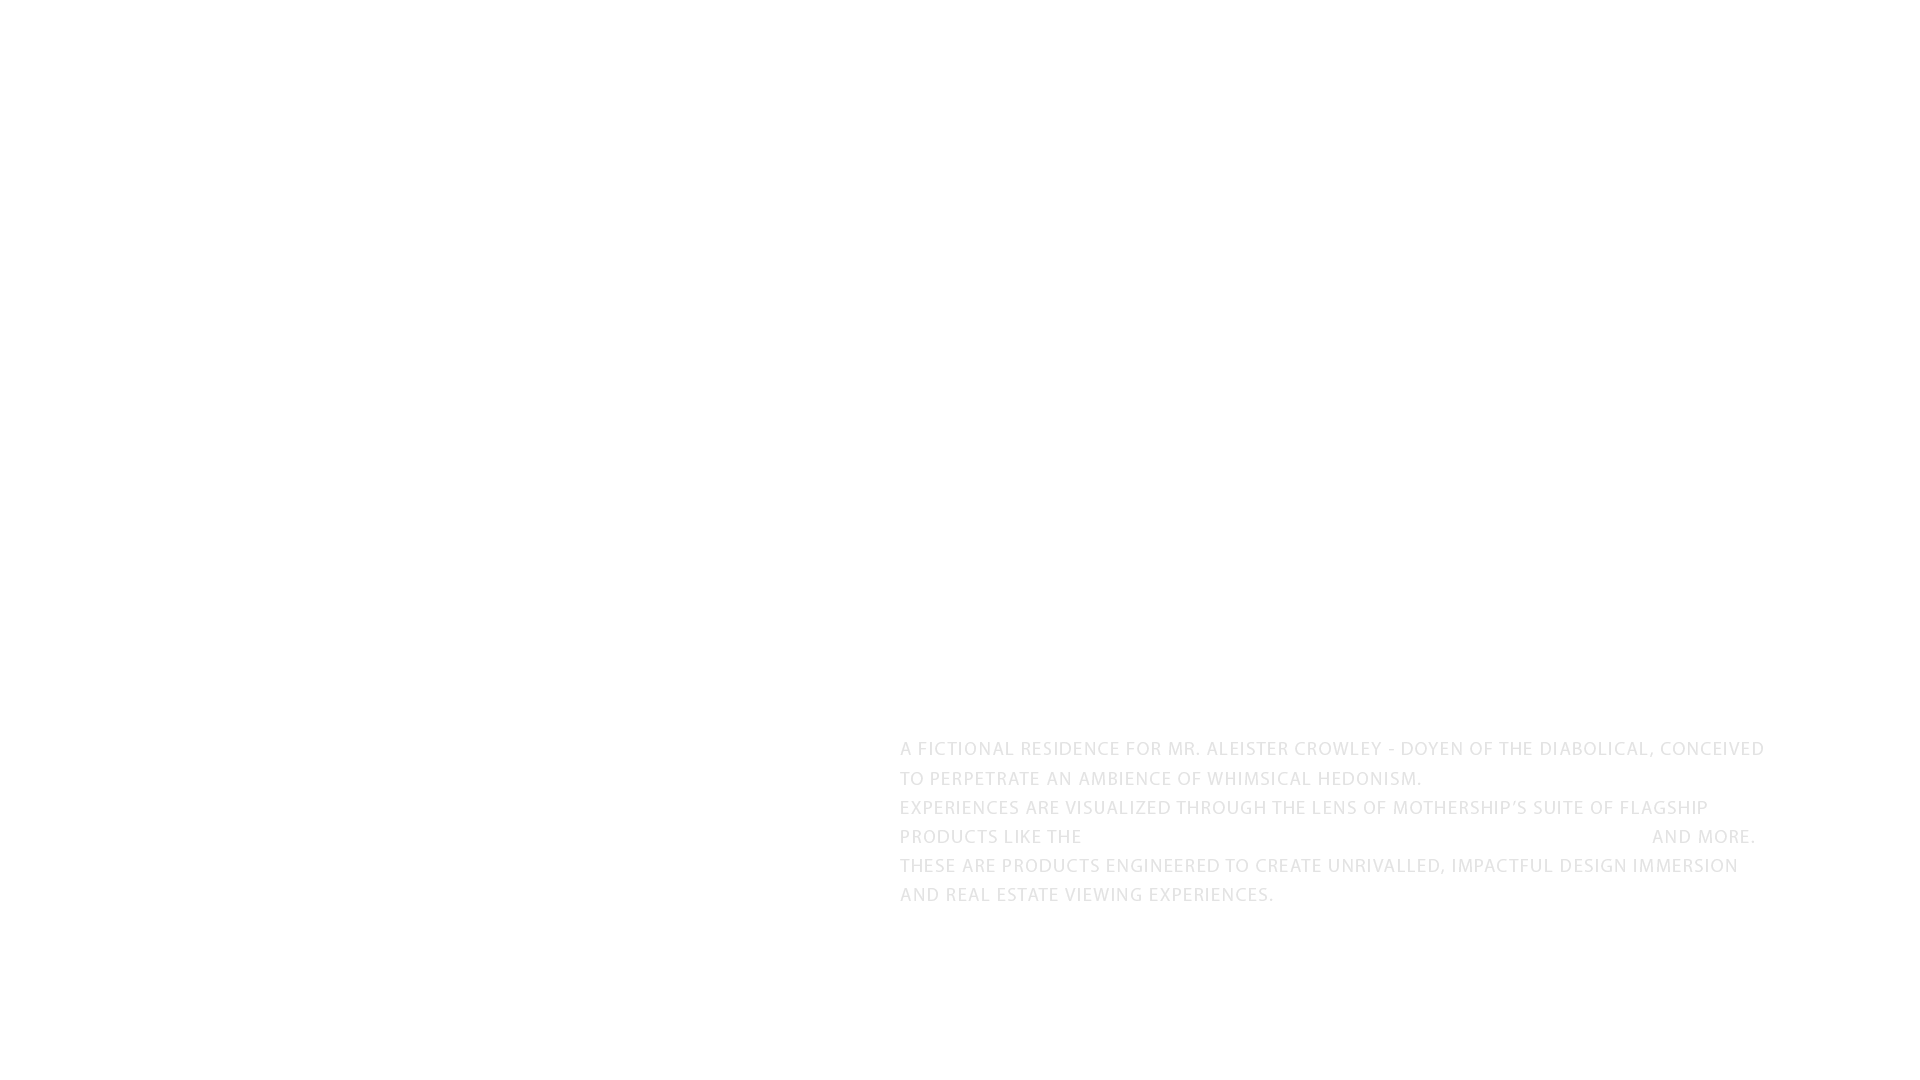 A FICTIONAL RESIDENCE FOR MR. ALEISTER CROWLEY - DOYEN OF THE DIABOLICAL, CONCEIVED
TO PERPETRATE AN AMBIENCE OF WHIMSICAL HEDONISM.
EXPERIENCES ARE VISUALIZED THROUGH THE LENS OF MOTHERSHIP’S SUITE OF FLAGSHIP
PRODUCTS LIKE THE AND MORE.
THESE ARE PRODUCTS ENGINEERED TO CREATE UNRIVALLED, IMPACTFUL DESIGN IMMERSION
AND REAL ESTATE VIEWING EXPERIENCES.